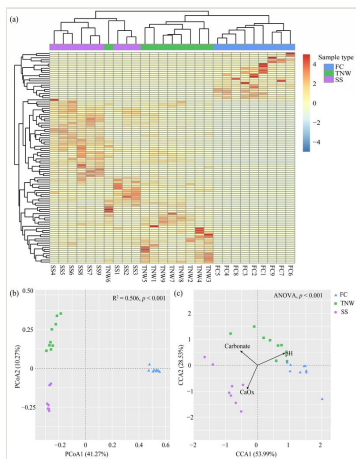 (a)
Sample type
FC
TNW
SS
4
2
0
-2
-4
SS4
SS5
SS6
SS8
SS7
SS9
TNW6
SS1
SS2
SS3
TNW5
TNW1
TNW9
TNW7
TNW8
TNW2
TNW4
TNW3
FC5
FC4
FC3
FC2
FC1
FC9
FC7
FC6
(b)
R² = 0.506, p < 0.001
0.50
0.25
0
−0.25
PCoA2 (10.27%)
−0.2
0
0.2
0.4
0.6
PCoA1 (41.27%)
(c)
ANOVA, p < 0.001
FC
TNW
SS
Carbonate
pH
CaOx
2
1
0
−1
−2
CCA2 (28.53%)
−1
0
1
2
CCA1 (53.99%)